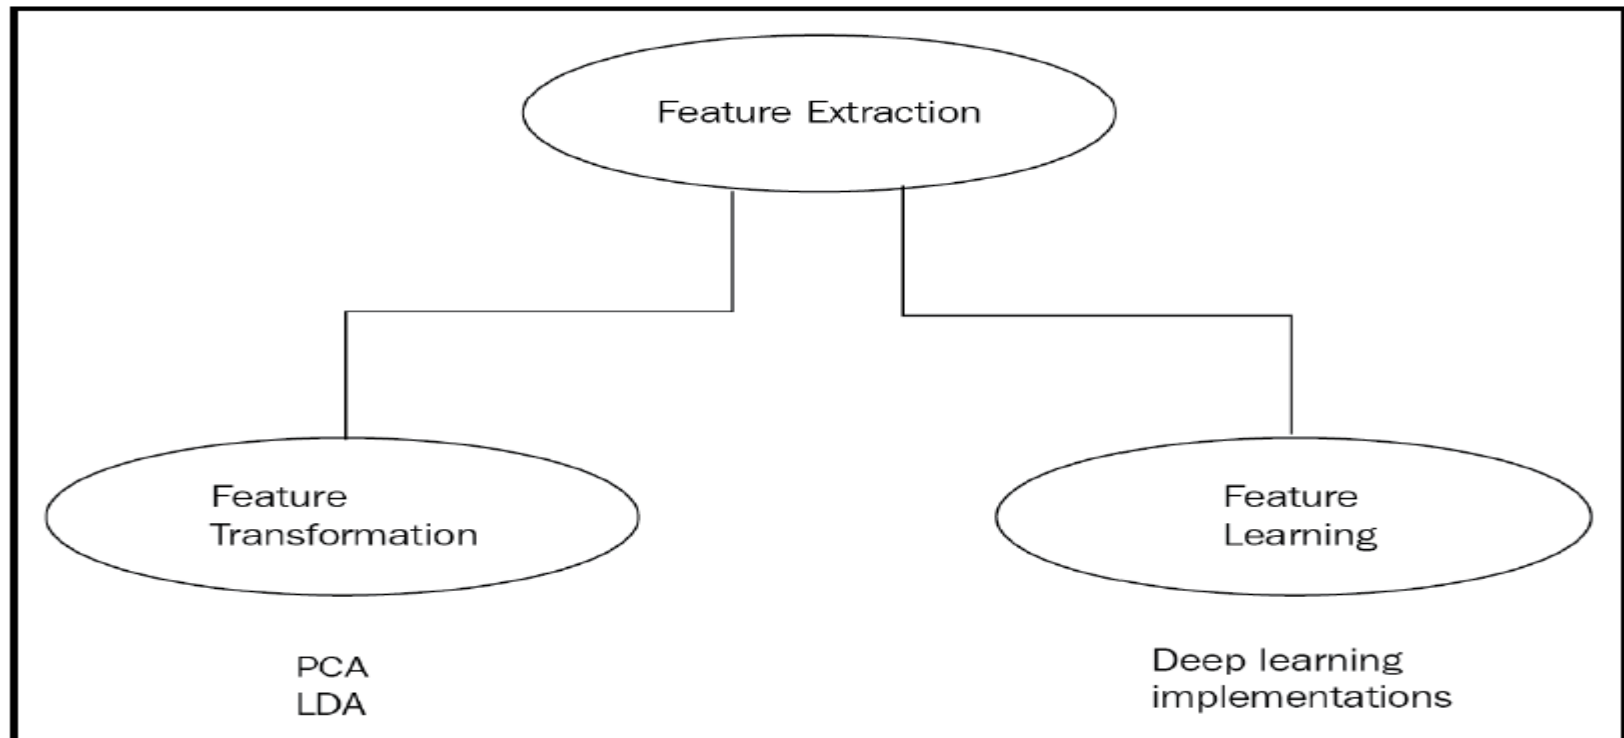 Feature Extraction
Feature
Transformation
Feature
Learning
PCA
LDA
Deep learning
implementations